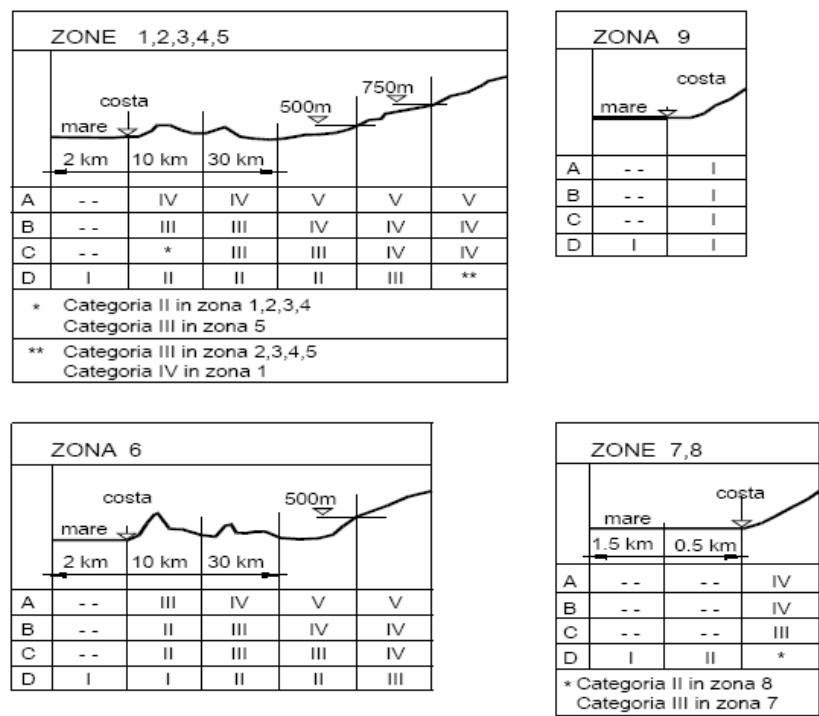 ZONE 1,2,3,4,5
costa
mare
500m
750m
2 km 10 km 30 km
A -- IV IV V V V
B -- III III IV IV IV
C -- * III III IV IV
D I II II II III **
* Categoria II in zona 1,2,3,4
Categoria III in zona 5
** Categoria III in zona 2,3,4,5
Categoria IV in zona 1
ZONA 9
costa
mare
A -- I
B -- I
C -- I
D I I
ZONA 6
costa
mare
500m
2 km 10 km 30 km
A -- III IV V V
B -- II III IV IV
C -- II III III IV
D I I II II III
ZONE 7,8
costa
mare
1.5 km 0.5 km
A -- -- IV
B -- -- IV
C -- -- III
D I II *
* Categoria II in zona 8
Categoria III in zona 7